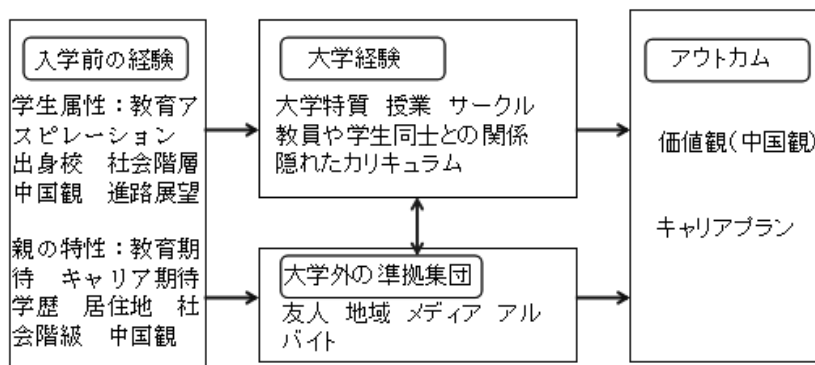 入学前の経験
学生属性：教育ア
スピレーション
出身校　社会階層
中国観　進路展望
親の特性：教育期
待　キャリア期待
学歴　居住地　社
会階級　中国観
大学経験
大学特質　授業　サークル
教員や学生同士との関係
隠れたカリキュラム
大学外の準拠集団
友人　地域　メディア　アル
バイト
アウトカム
価値観（中国観）
キャリアプラン